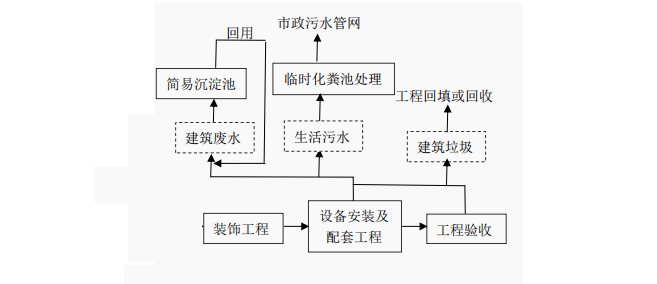 回用
市政污水管网
简易沉淀池
临时化粪池处理
工程回填或回收
建筑废水
生活污水
建筑垃圾
装饰工程
设备安装及
配套工程
工程验收